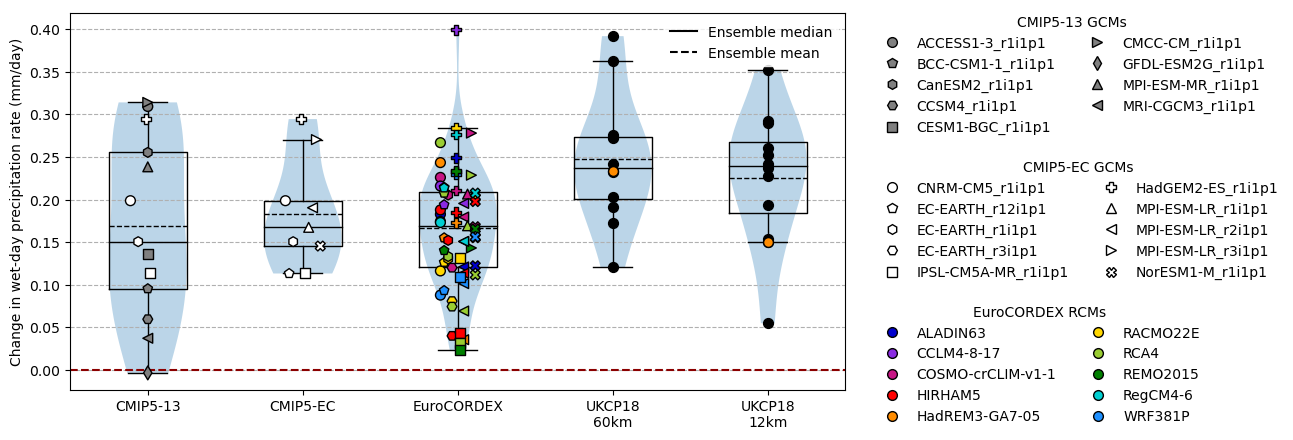 Change in wet-day precipitation rate (mm/day)
0.40
0.35
0.30
0.25
0.20
0.15
0.10
0.05
0.00
CMIP5-13
CMIP5-EC
EuroCORDEX
UKCP18
60km
UKCP18
12km
Ensemble median
Ensemble mean
CMIP5-13 GCMs
ACCESS1-3_r1i1p1
BCC-CSM1-1_r1i1p1
CanESM2_r1i1p1
CCSM4_r1i1p1
CESM1-BGC_r1i1p1
CMCC-CM_r1i1p1
GFDL-ESM2G_r1i1p1
MPI-ESM-MR_r1i1p1
MRI-CGCM3_r1i1p1
CMIP5-EC GCMs
CNRM-CM5_r1i1p1
EC-EARTH_r12i1p1
EC-EARTH_r1i1p1
EC-EARTH_r3i1p1
IPSL-CM5A-MR_r1i1p1
HadGEM2-ES_r1i1p1
MPI-ESM-LR_r1i1p1
MPI-ESM-LR_r2i1p1
MPI-ESM-LR_r3i1p1
NorESM1-M_r1i1p1
EuroCORDEX RCMs
ALADIN63
CCLM4-8-17
COSMO-crCLIM-v1-1
HIRHAM5
HadREM3-GA7-05
RACMO22E
RCA4
REMO2015
RegCM4-6
WRF381P